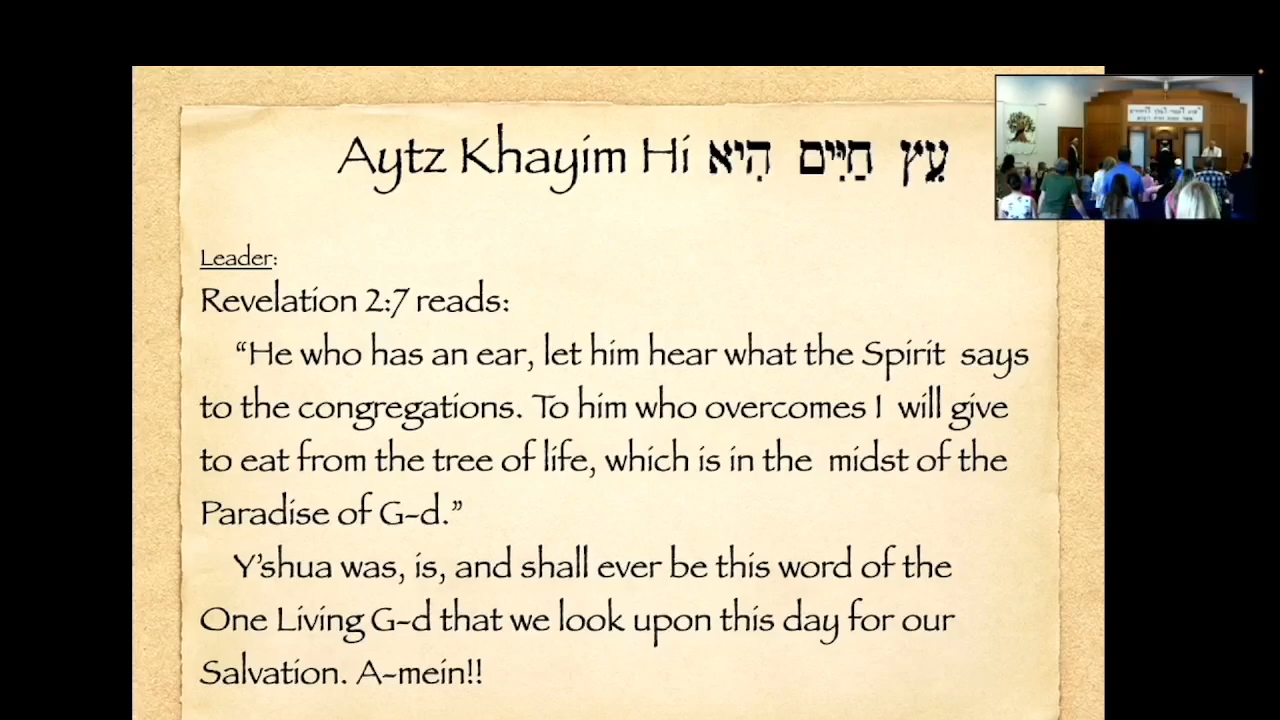 Aytz Khayim Hi עֵץ חַיִּים הִיא
Leader:
Revelation 2:7 reads:
“He who has an ear, let him hear what the Spirit says
to the congregations. To him who overcomes I will give
to eat from the tree of life, which is in the midst of the
Paradise of G-d.”
Y’shua was, is, and shall ever be this word of the
One Living G-d that we look upon this day for our
Salvation. A-mein!!